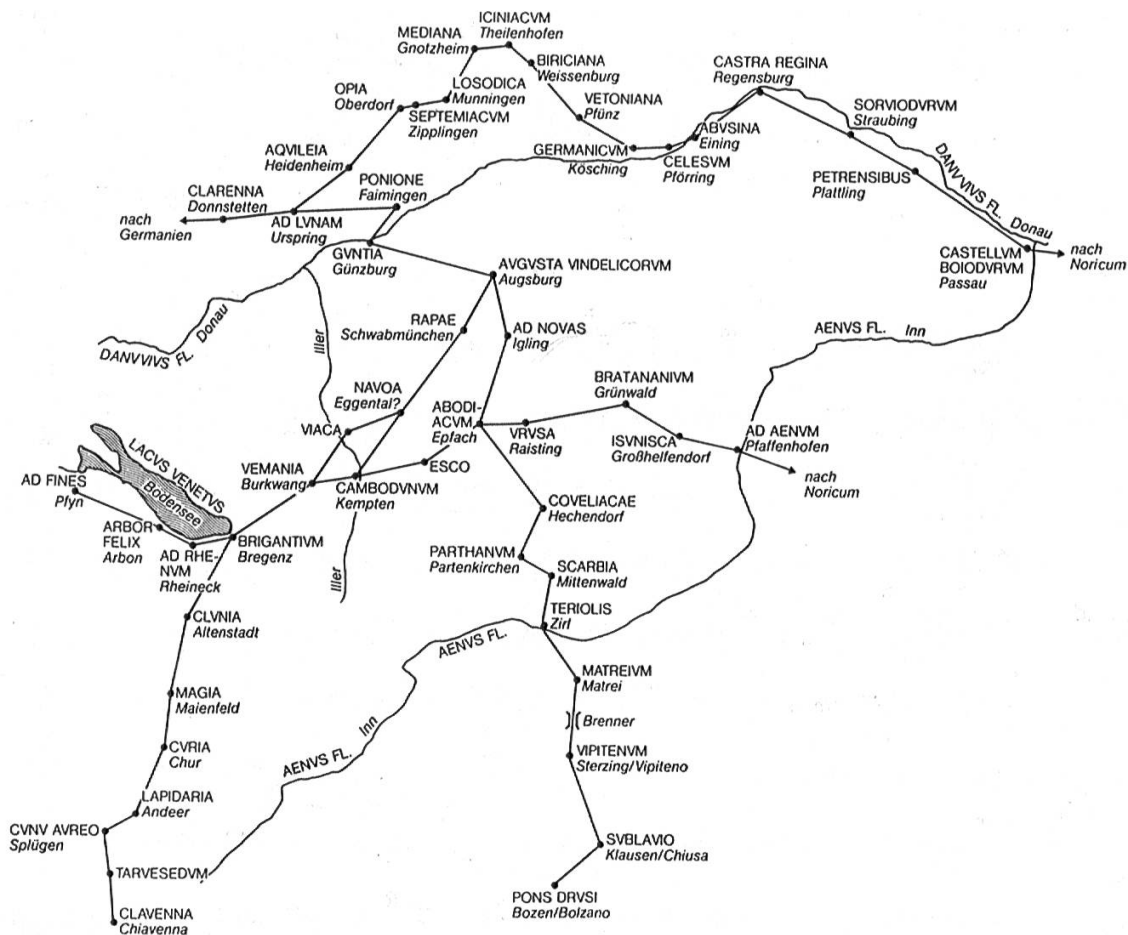 ICINIACVM
Theilenhofen
MEDIANA
Gnotzheim
BIRICIANA
Weissenburg
CASTRA REGINA
Regensburg
LOSODICA
Munningen
OPIA
Oberdorf
SEPTEMIACVM
Zipplingen
VETONIANA
Pfünz
SORVIODVRVM
Straubing
ABVSINA
Eining
GERMANICVM
Kösching
CELESVM
Pförring
AQVILEIA
Heidenheim
PETRENSIBUS
Plattling
DANVVIVS FL. Donau
CLARENNA
Donnstetten
PONIONE
Faimingen
nach
Germanien
AD LVNAM
Urspring
GVNTIA
Günzburg
CASTELLVM
BOIODVRVM
Passau
nach
Noricum
AVGVSTA VINDELICORVM
Augsburg
RAPAE
Schwabmünchen
AD NOVAS
Igling
AENVS FL. Inn
DANVVIVS FL. Donau
Iller
NAVOA
Eggental?
BRATANANIVM
Grünwald
ABODI-
ACVM
Epfach
VIACA
VRVSA
Raisting
ISVNISCA
Großhelfendorf
AD AENVM
Pfaffenhofen
nach
Noricum
ESCO
VEMANIA
Burkwang
CAMBODVNVM
Kempten
LACVS VENETVS
Bodensee
AD FINES
Pfyn
ARBOR
FELIX
Arbon
AD RHE-
NVM
Rheineck
BRIGANTIVM
Bregenz
COVELIACAE
Hechendorf
PARTHANVM
Partenkirchen
SCARBIA
Mittenwald
Iller
TERIOLIS
Zirl
CLVNIA
Altenstadt
AENVS FL.
MATREIVM
Matrei
MAGIA
Maienfeld
Brenner
AENVS FL. Inn
CVRIA
Chur
VIPITENVM
Sterzing/Vipiteno
LAPIDARIA
Andeer
CVNV AVREO
Splügen
SVBLAVIO
Klausen/Chiusa
TARVESEDVM
PONS DRVSI
Bozen/Bolzano
CLAVENNA
Chiavenna